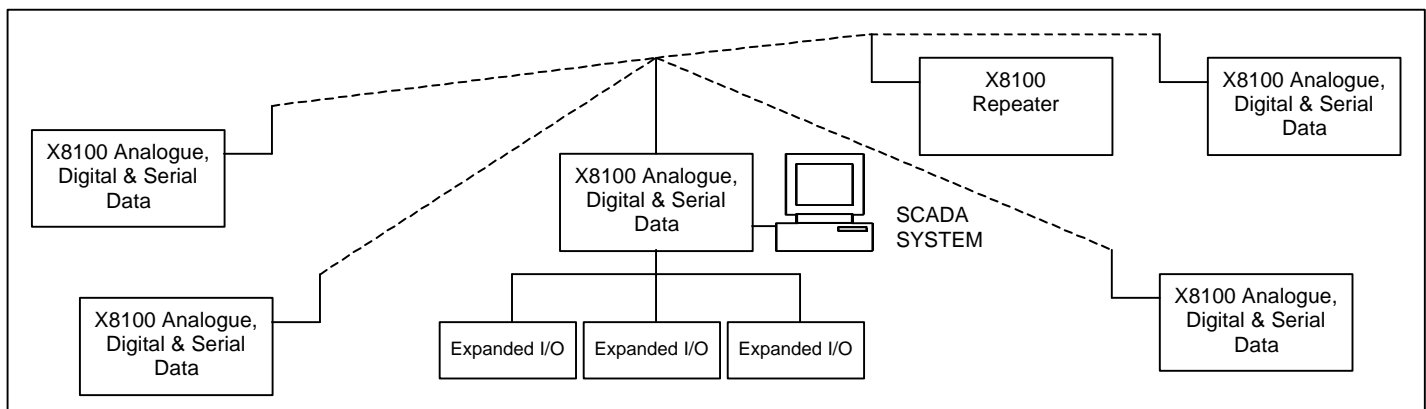 X8100
Repeater
X8100 Analogue,
Digital & Serial
Data
X8100 Analogue,
Digital & Serial
Data
X8100 Analogue,
Digital & Serial
Data
SCADA
SYSTEM
X8100 Analogue,
Digital & Serial
Data
X8100 Analogue,
Digital & Serial
Data
Expanded I/O
Expanded I/O
Expanded I/O